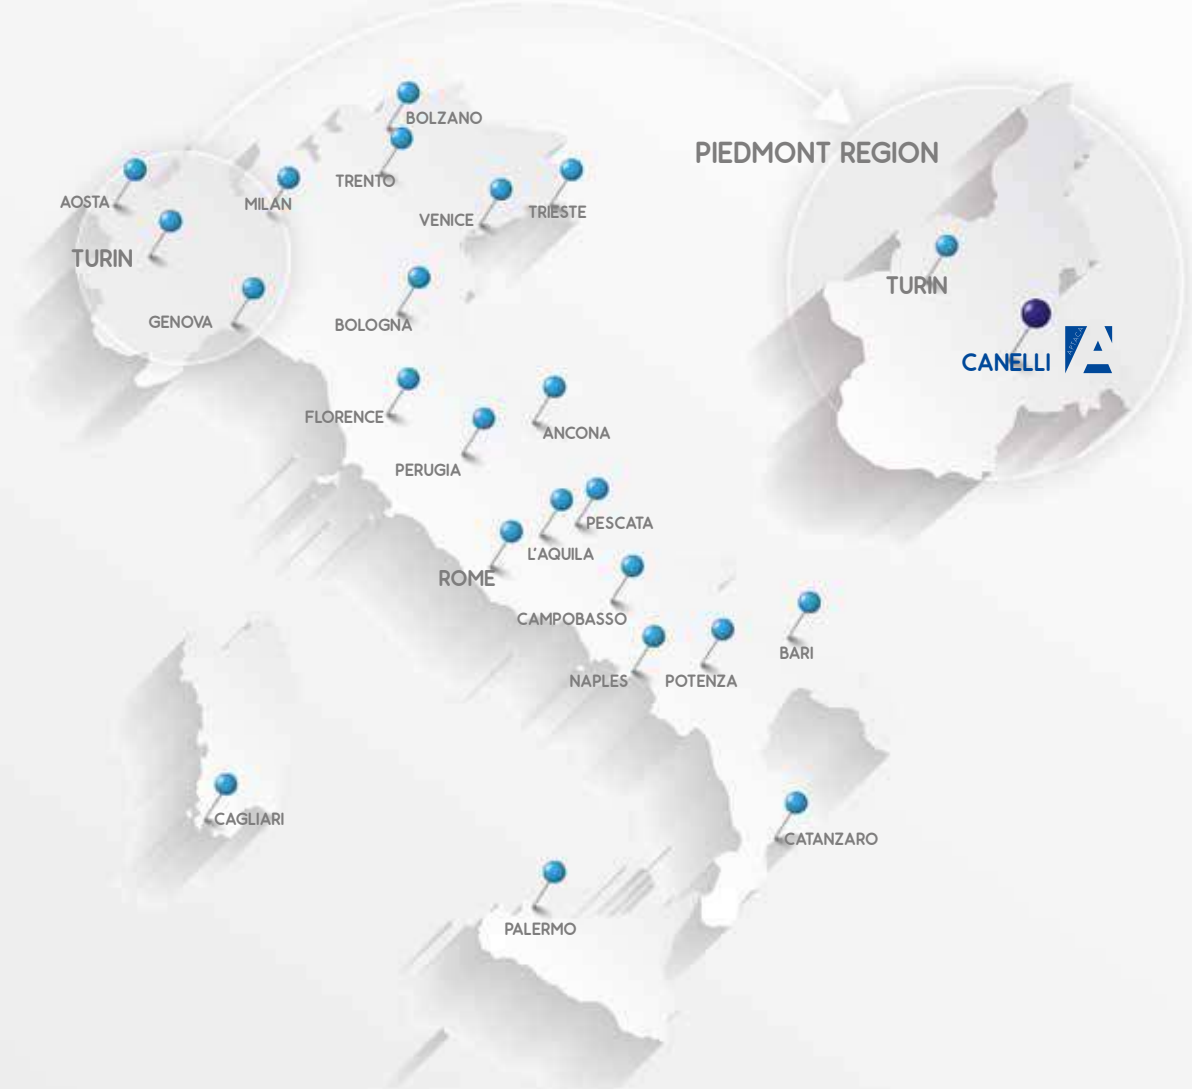 BOLZANO
PIEDMONT REGION
TRENTO
AOSTA
MILAN
TRIESTE
VENICE
TURIN
TURIN
GENOVA
BOLOGNA
CANELLI
APTACA
A
FLORENCE
ANCONA
PERUGIA
PESCATA
L'AQUILA
ROME
CAMPOBASSO
BARI
NAPLES
POTENZA
CAGLIARI
CATANZARO
PALERMO